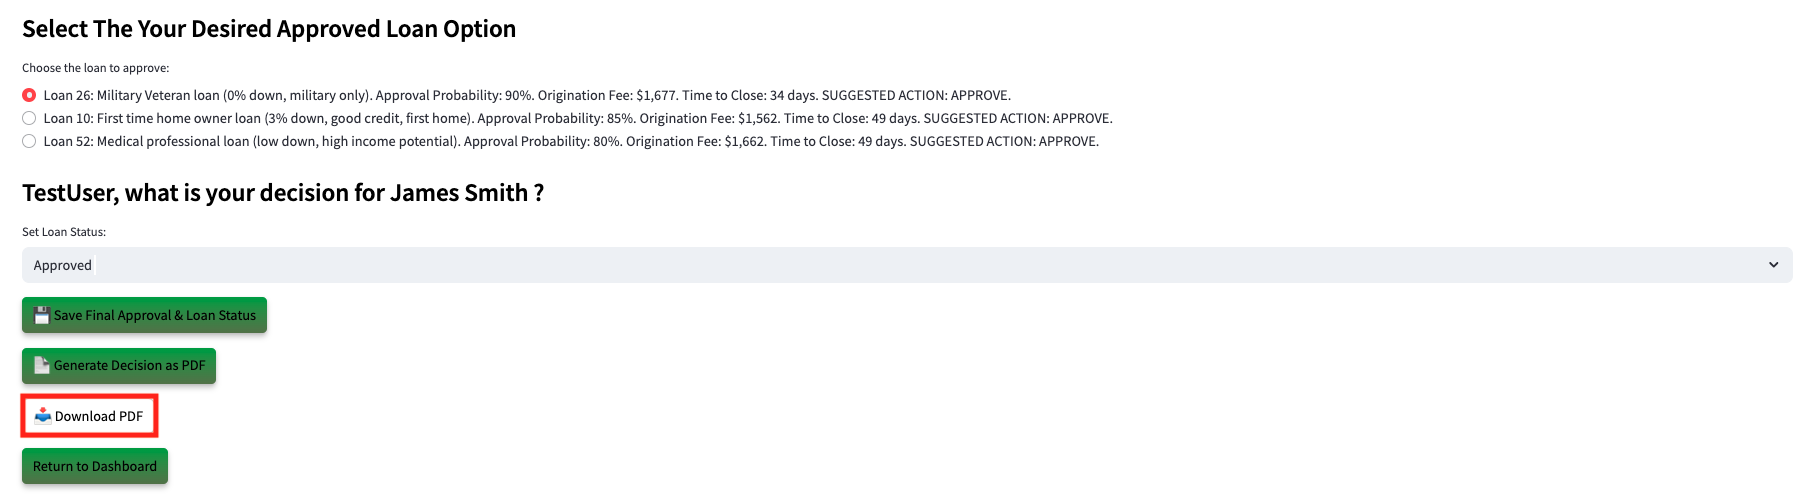 Select The Your Desired Approved Loan Option
Choose the loan to approve:
Loan 26: Military Veteran loan (0% down, military only). Approval Probability: 90%. Origination Fee: $1,677. Time to Close: 34 days. SUGGESTED ACTION: APPROVE.
Loan 10: First time home owner loan (3% down, good credit, first home). Approval Probability: 85%. Origination Fee: $1,562. Time to Close: 49 days. SUGGESTED ACTION: APPROVE.
Loan 52: Medical professional loan (low down, high income potential). Approval Probability: 80%. Origination Fee: $1,662. Time to Close: 49 days. SUGGESTED ACTION: APPROVE.
TestUser, what is your decision for James Smith ?
Set Loan Status:
Approved
Save Final Approval & Loan Status
Generate Decision as PDF
Download PDF
Return to Dashboard